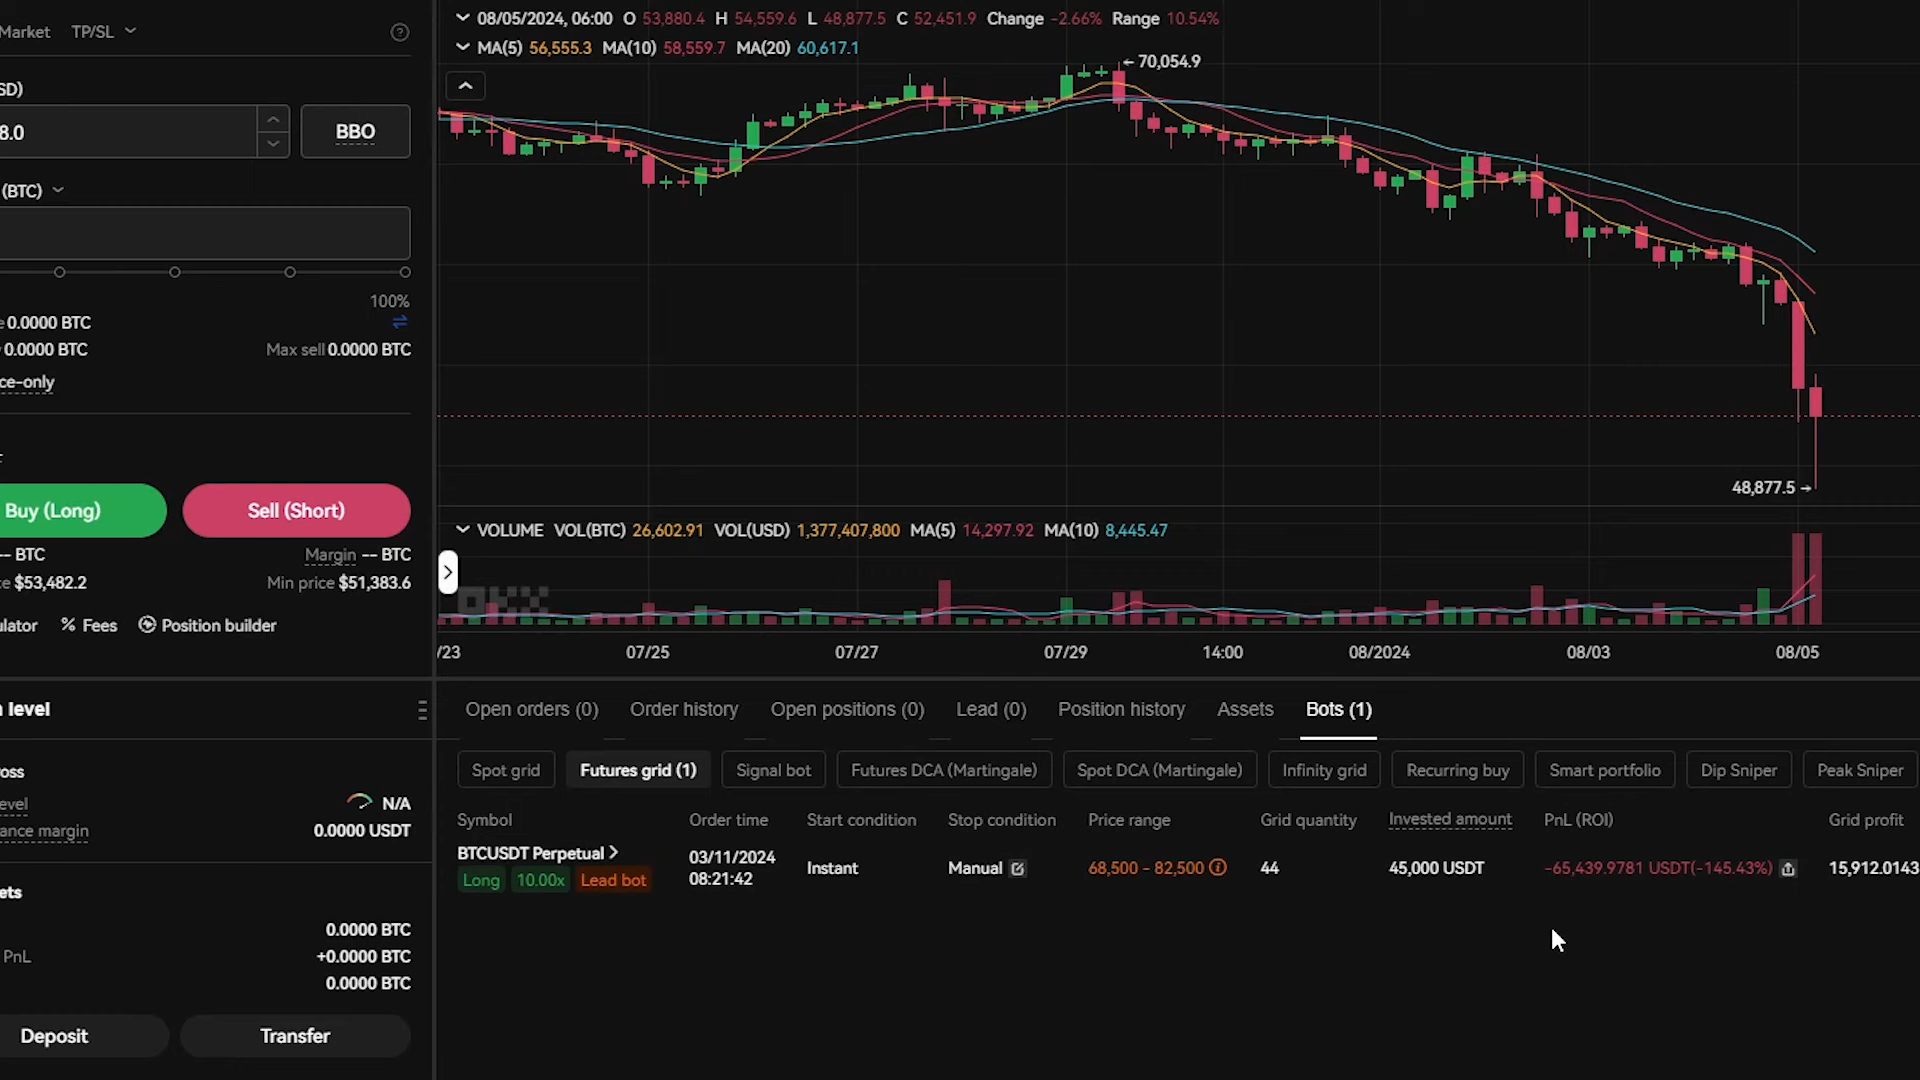 Market TP/SL
SD)
8.0
BBO
(BTC)
100%
e 0.0000 BTC
0.0000 BTC
Max sell 0.0000 BTC
ce-only
Buy (Long)
Sell (Short)
-- BTC
Margin -- BTC
ce $53,482.2
Min price $51,383.6
ulator
% Fees
Position builder
n level
oss
level
N/A
ance margin
0.0000 USDT
ets
0.0000 BTC
PnL
+0.0000 BTC
0.0000 BTC
Deposit
Transfer
08/05/2024, 06:00 O 53,880.4 H 54,559.6 L 48,877.5 C 52,451.9 Change -2.66% Range 10.54%
MA(5) 56,555.3 MA(10) 58,559.7 MA(20) 60,617.1
←70,054.9
48,877.5→
VOLUME VOL(BTC) 26,602.91 VOL(USD) 1,377,407,800 MA(5) 14,297.92 MA(10) 8,445.47
OKX
/23 07/25 07/27 07/29 14:00 08/2024 08/03 08/05
Open orders (0) Order history Open positions (0) Lead (0) Position history Assets Bots (1)
Spot grid Futures grid (1) Signal bot Futures DCA (Martingale) Spot DCA (Martingale) Infinity grid Recurring buy Smart portfolio Dip Sniper Peak Sniper
Symbol Order time Start condition Stop condition Price range Grid quantity Invested amount PnL (ROI) Grid profit
BTCUSDT Perpetual
Long 10.00x Lead bot
03/11/2024
08:21:42
Instant
Manual
68,500 - 82,500
44
45,000 USDT
-65,439.9781 USDT(-145.43%)
15,912.0143